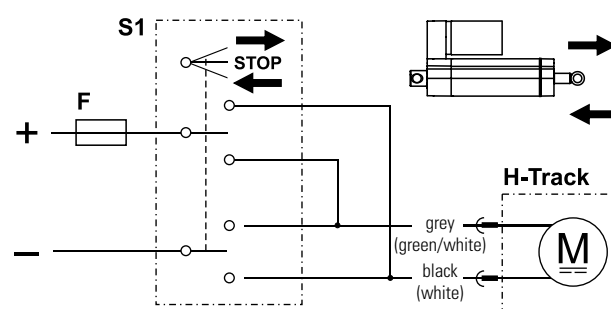 S1
STOP
F
+
−
H-Track
grey
(green/white)
black
(white)
M